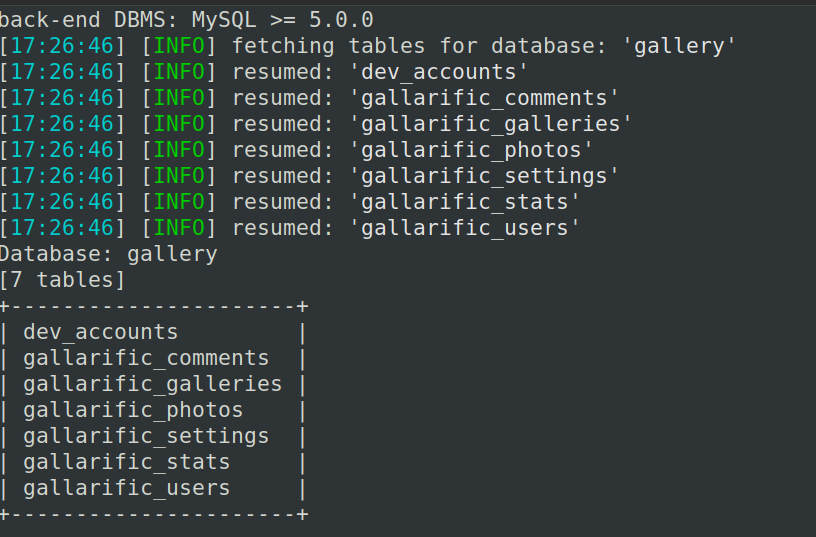 back-end DBMS: MySQL >= 5.0.0
[17:26:46] [INFO] fetching tables for database: 'gallery'
[17:26:46] [INFO] resumed: 'dev_accounts'
[17:26:46] [INFO] resumed: 'gallarific_comments'
[17:26:46] [INFO] resumed: 'gallarific_galleries'
[17:26:46] [INFO] resumed: 'gallarific_photos'
[17:26:46] [INFO] resumed: 'gallarific_settings'
[17:26:46] [INFO] resumed: 'gallarific_stats'
[17:26:46] [INFO] resumed: 'gallarific_users'
Database: gallery
[7 tables]
+----------------------+
| dev_accounts         |
| gallarific_comments  |
| gallarific_galleries |
| gallarific_photos    |
| gallarific_settings  |
| gallarific_stats     |
| gallarific_users     |
+----------------------+